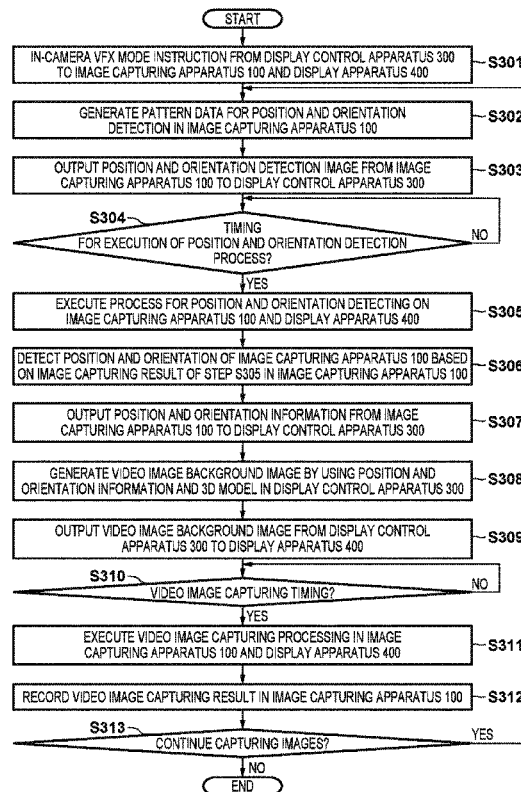 START
IN-CAMERA VFX MODE INSTRUCTION FROM DISPLAY CONTROL APPARATUS 300
TO IMAGE CAPTURING APPARATUS 100 AND DISPLAY APPARATUS 400
S301
GENERATE PATTERN DATA FOR POSITION AND ORIENTATION
DETECTION IN IMAGE CAPTURING APPARATUS 100
S302
OUTPUT POSITION AND ORIENTATION DETECTION IMAGE FROM IMAGE
CAPTURING APPARATUS 100 TO DISPLAY CONTROL APPARATUS 300
S303
S304
TIMING
FOR EXECUTION OF POSITION AND ORIENTATION DETECTION
PROCESS?
NO
YES
EXECUTE PROCESS FOR POSITION AND ORIENTATION DETECTING ON
IMAGE CAPTURING APPARATUS 100 AND DISPLAY APPARATUS 400
S305
DETECT POSITION AND ORIENTATION OF IMAGE CAPTURING APPARATUS 100 BASED
ON IMAGE CAPTURING RESULT OF STEP S305 IN IMAGE CAPTURING APPARATUS 100
S306
OUTPUT POSITION AND ORIENTATION INFORMATION FROM IMAGE
CAPTURING APPARATUS 100 TO DISPLAY CONTROL APPARATUS 300
S307
GENERATE VIDEO IMAGE BACKGROUND IMAGE BY USING POSITION AND
ORIENTATION INFORMATION AND 3D MODEL IN DISPLAY CONTROL APPARATUS 300
S308
OUTPUT VIDEO IMAGE BACKGROUND IMAGE FROM DISPLAY CONTROL
APPARATUS 300 TO DISPLAY APPARATUS 400
S309
S310
VIDEO IMAGE CAPTURING TIMING?
NO
YES
EXECUTE VIDEO IMAGE CAPTURING PROCESSING IN IMAGE
CAPTURING APPARATUS 100 AND DISPLAY APPARATUS 400
S311
RECORD VIDEO IMAGE CAPTURING RESULT IN IMAGE CAPTURING APPARATUS 100
S312
S313
CONTINUE CAPTURING IMAGES?
YES
NO
END